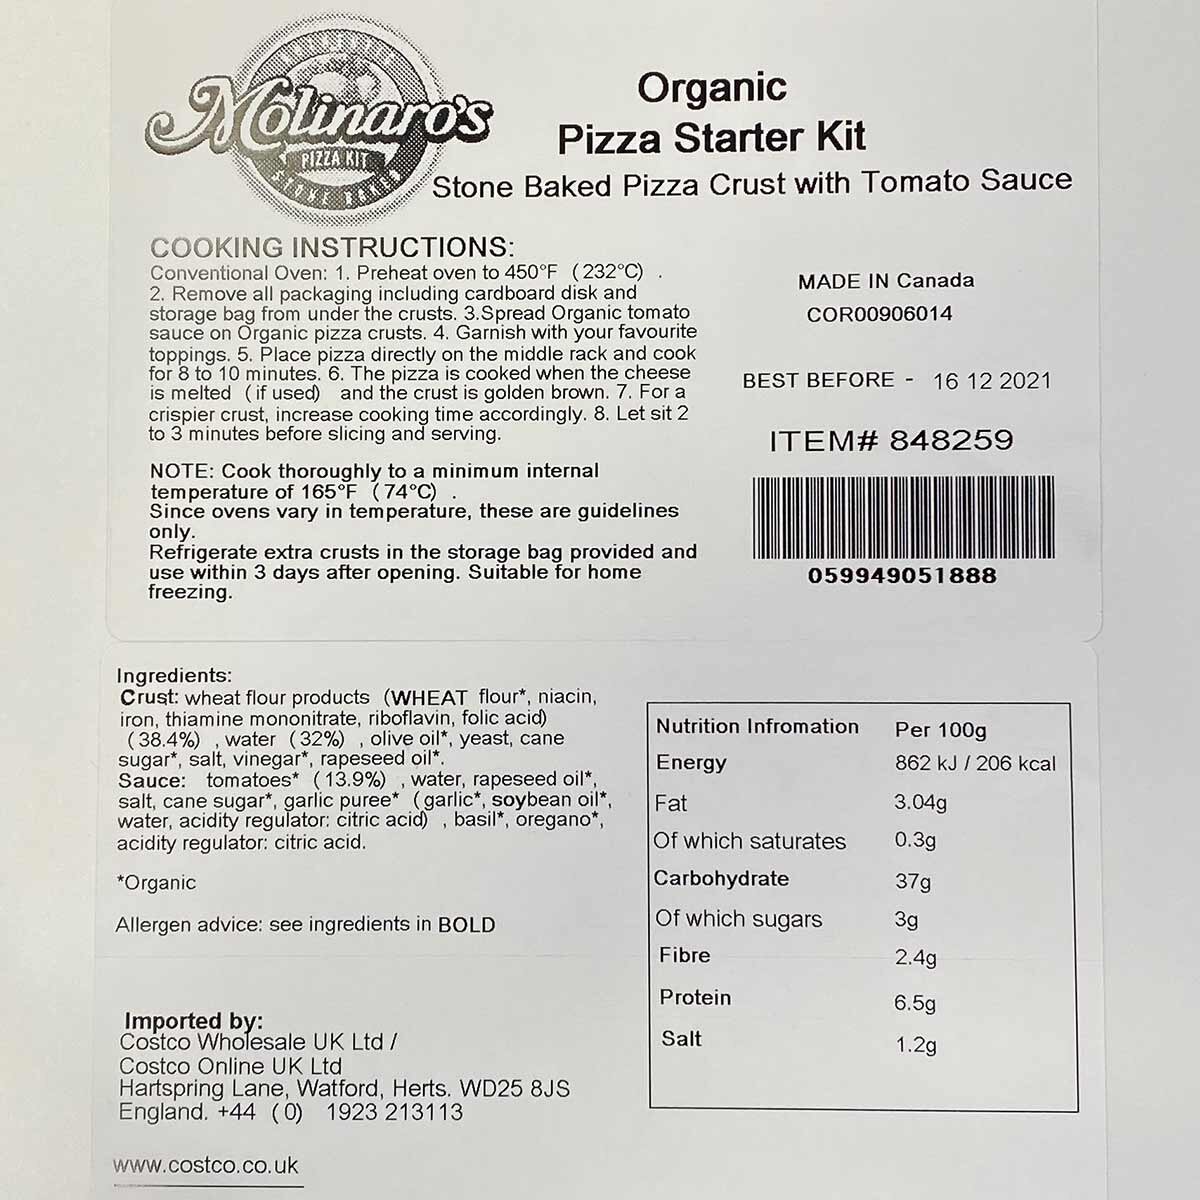 Molinaro's
PIZZA KIT
Organic
Pizza Starter Kit
Stone Baked Pizza Crust with Tomato Sauce
COOKING INSTRUCTIONS:
Conventional Oven: 1. Preheat oven to 450°F (232°C) .
2. Remove all packaging including cardboard disk and
storage bag from under the crusts. 3.Spread Organic tomato
sauce on Organic pizza crusts. 4. Garnish with your favourite
toppings. 5. Place pizza directly on the middle rack and cook
for 8 to 10 minutes. 6. The pizza is cooked when the cheese
is melted (if used) and the crust is golden brown. 7. For a
crispier crust, increase cooking time accordingly. 8. Let sit 2
to 3 minutes before slicing and serving.
NOTE: Cook thoroughly to a minimum internal
temperature of 165°F (74°C) .
Since ovens vary in temperature, these are guidelines
only.
Refrigerate extra crusts in the storage bag provided and
use within 3 days after opening. Suitable for home
freezing.
MADE IN Canada
COR00906014
BEST BEFORE - 16 12 2021
ITEM# 848259
059949051888
Ingredients:
Crust: wheat flour products (WHEAT flour*, niacin,
iron, thiamine mononitrate, riboflavin, folic acid)
(38.4%) , water (32%) , olive oil*, yeast, cane
sugar*, salt, vinegar*, rapeseed oil*.
Sauce: tomatoes* (13.9%) , water, rapeseed oil*,
salt, cane sugar*, garlic puree* (garlic*, soybean oil*,
water, acidity regulator: citric acid) , basil*, oregano*,
acidity regulator: citric acid.
*Organic
Allergen advice: see ingredients in BOLD
Imported by:
Costco Wholesale UK Ltd /
Costco Online UK Ltd
Hartspring Lane, Watford, Herts. WD25 8JS
England. +44 (0) 1923 213113
www.costco.co.uk
Nutrition Infromation Per 100g
Energy 862 kJ / 206 kcal
Fat 3.04g
Of which saturates 0.3g
Carbohydrate 37g
Of which sugars 3g
Fibre 2.4g
Protein 6.5g
Salt 1.2g